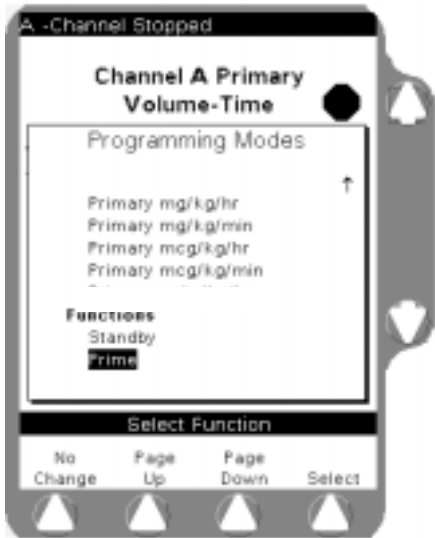 A -Channel Stopped
Channel A Primary
Volume-Time
Programming Modes
↑
Primary mg/kg/hr
Primary mg/kg/min
Primary mcg/kg/hr
Primary mcg/kg/min
Functions
Standby
Prime
Select Function
No Change
Page Up
Page Down
Select